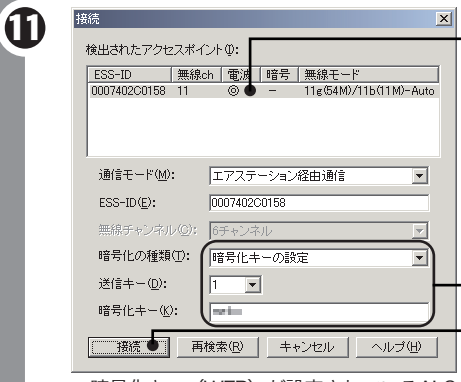 11
接続
検出されたアクセスポイント(I):
ESS-ID 無線ch 電波 暗号 無線モード
0007402C0158 11 ◎ − 11g(54M)/11b(11M)-Auto
通信モード(M): エアステーション経由通信
ESS-ID(E): 0007402C0158
無線チャンネル(C): 6チャンネル
暗号化の種類(T): 暗号化キーの設定
送信キー(D): 1
暗号化キー(K):
接続 再検索(R) キャンセル ヘルプ(H)